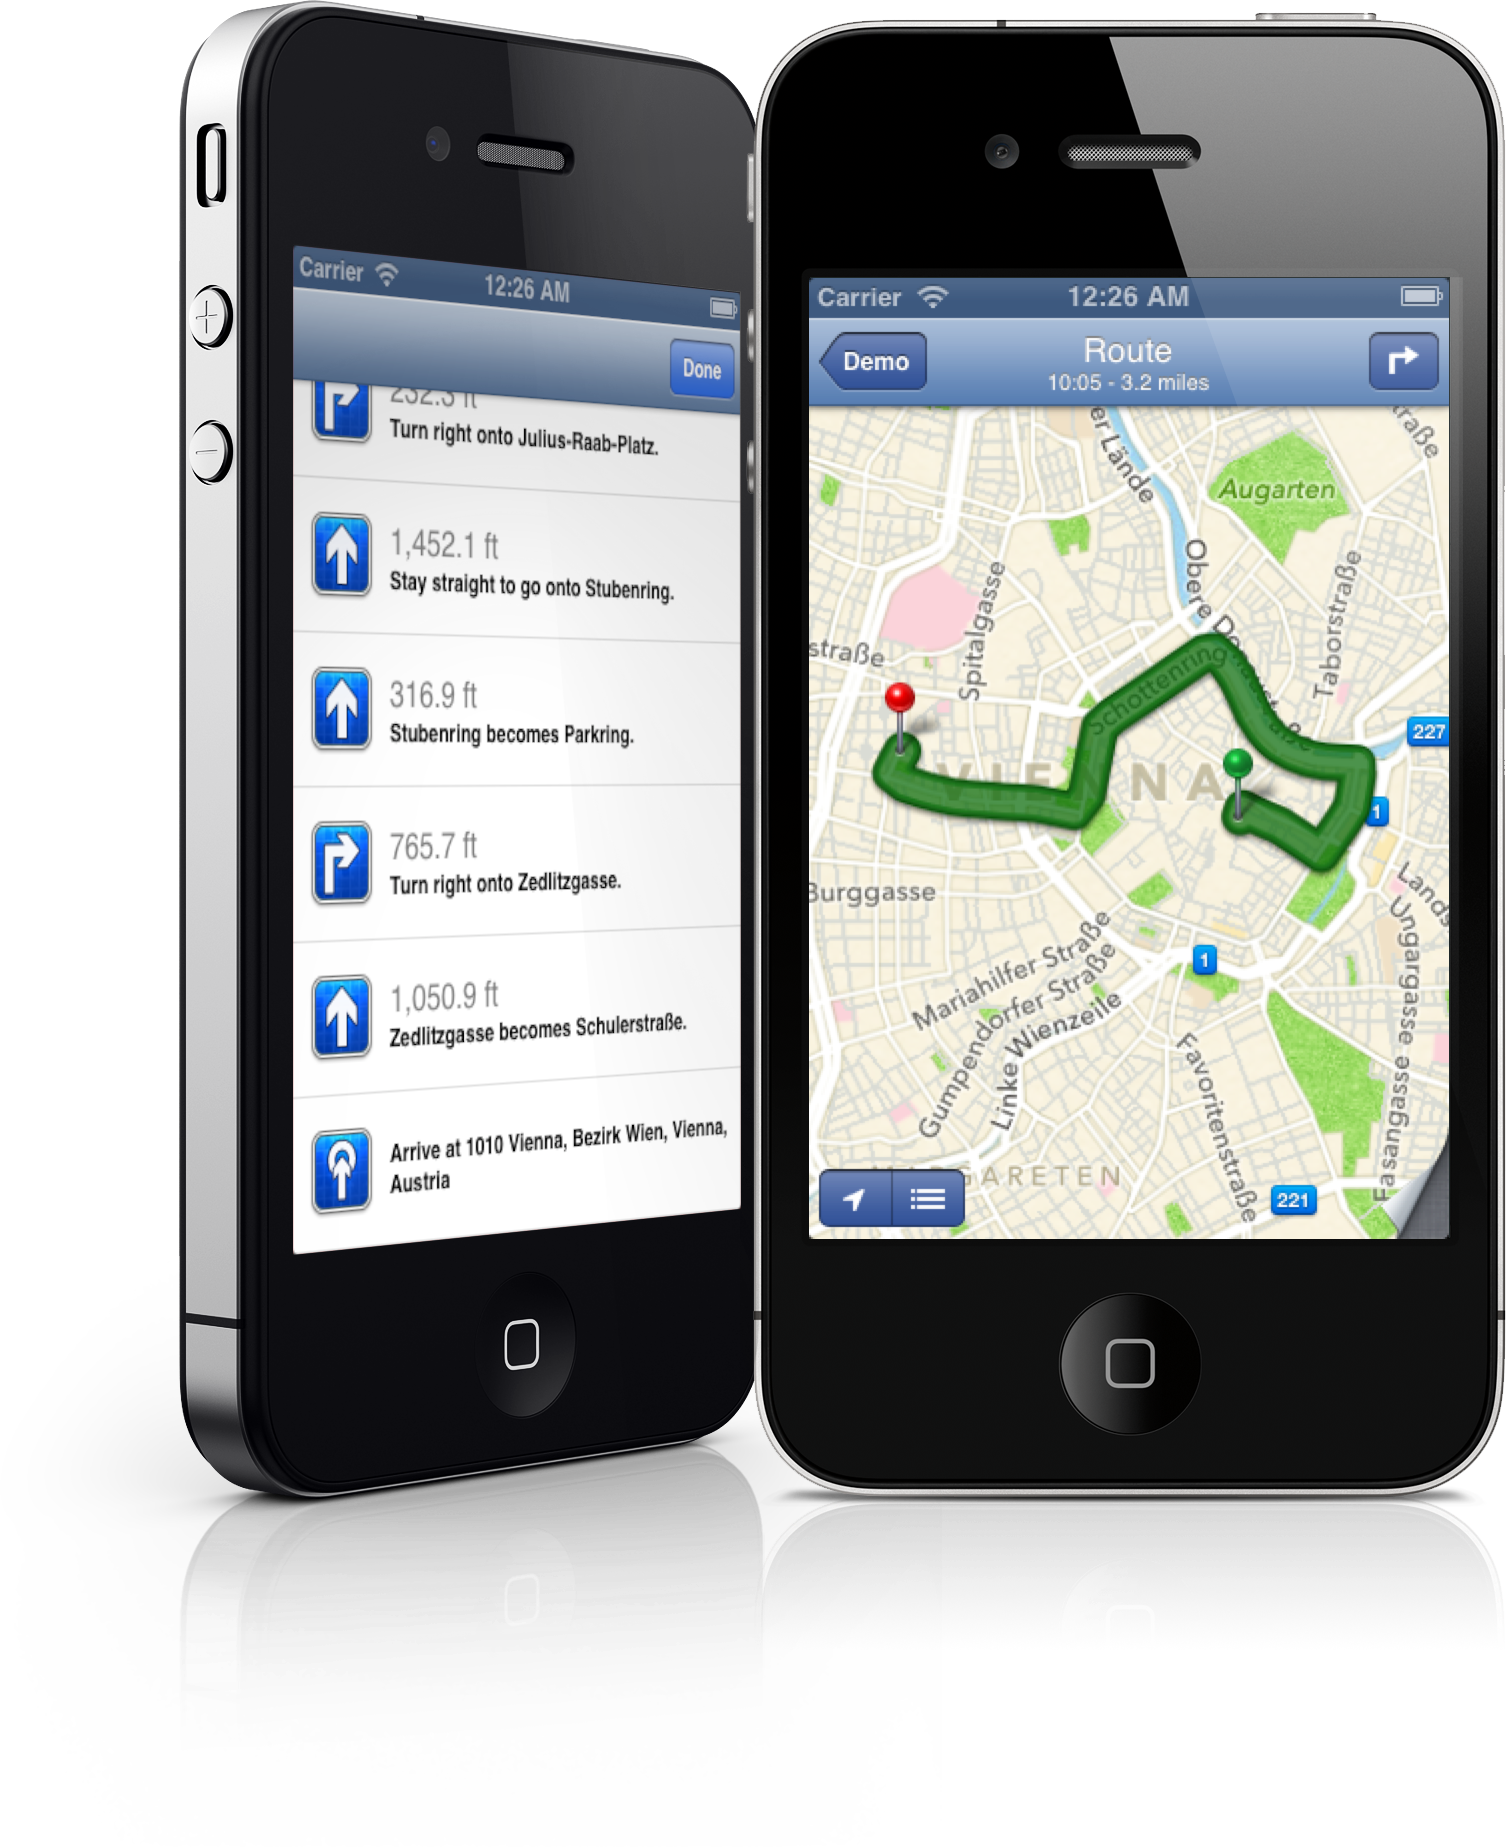 Carrier
12:26 AM
Done
232.3 ft
Turn right onto Julius-Raab-Platz.
1,452.1 ft
Stay straight to go onto Stubenring.
316.9 ft
Stubenring becomes Parkring.
765.7 ft
Turn right onto Zedlitzgasse.
1,050.9 ft
Zedlitzgasse becomes Schulerstraße.
Arrive at 1010 Vienna, Bezirk Wien, Vienna,
Austria
Carrier
12:26 AM
Demo
Route
10:05 - 3.2 miles
er Lände
raße
Augarten
Obere Do
straße
Spitalgasse
Taborstraße
straße
Schottenring
227
VIENNA
1
Burggasse
Lands
Ungargasse
Mariahilfer Straße
1
Gumpendorfer Straße
Linke Wienzeile
Favoritenstraße
Fasangasse
GARETEN
221